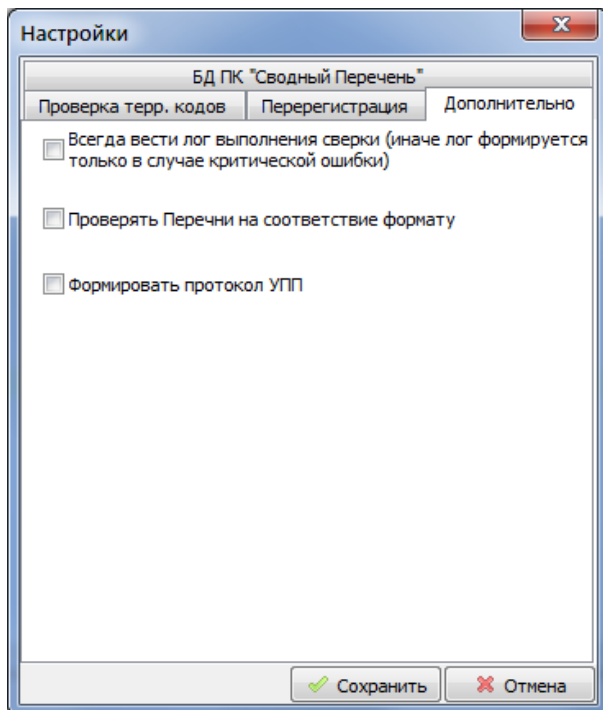 Настройки
БД ПК "Сводный Перечень"
Проверка терр. кодов Перерегистрация Дополнительно
Всегда вести лог выполнения сверки (иначе лог формируется
только в случае критической ошибки)
Проверять Перечни на соответствие формату
Формировать протокол УПП
Сохранить Отмена